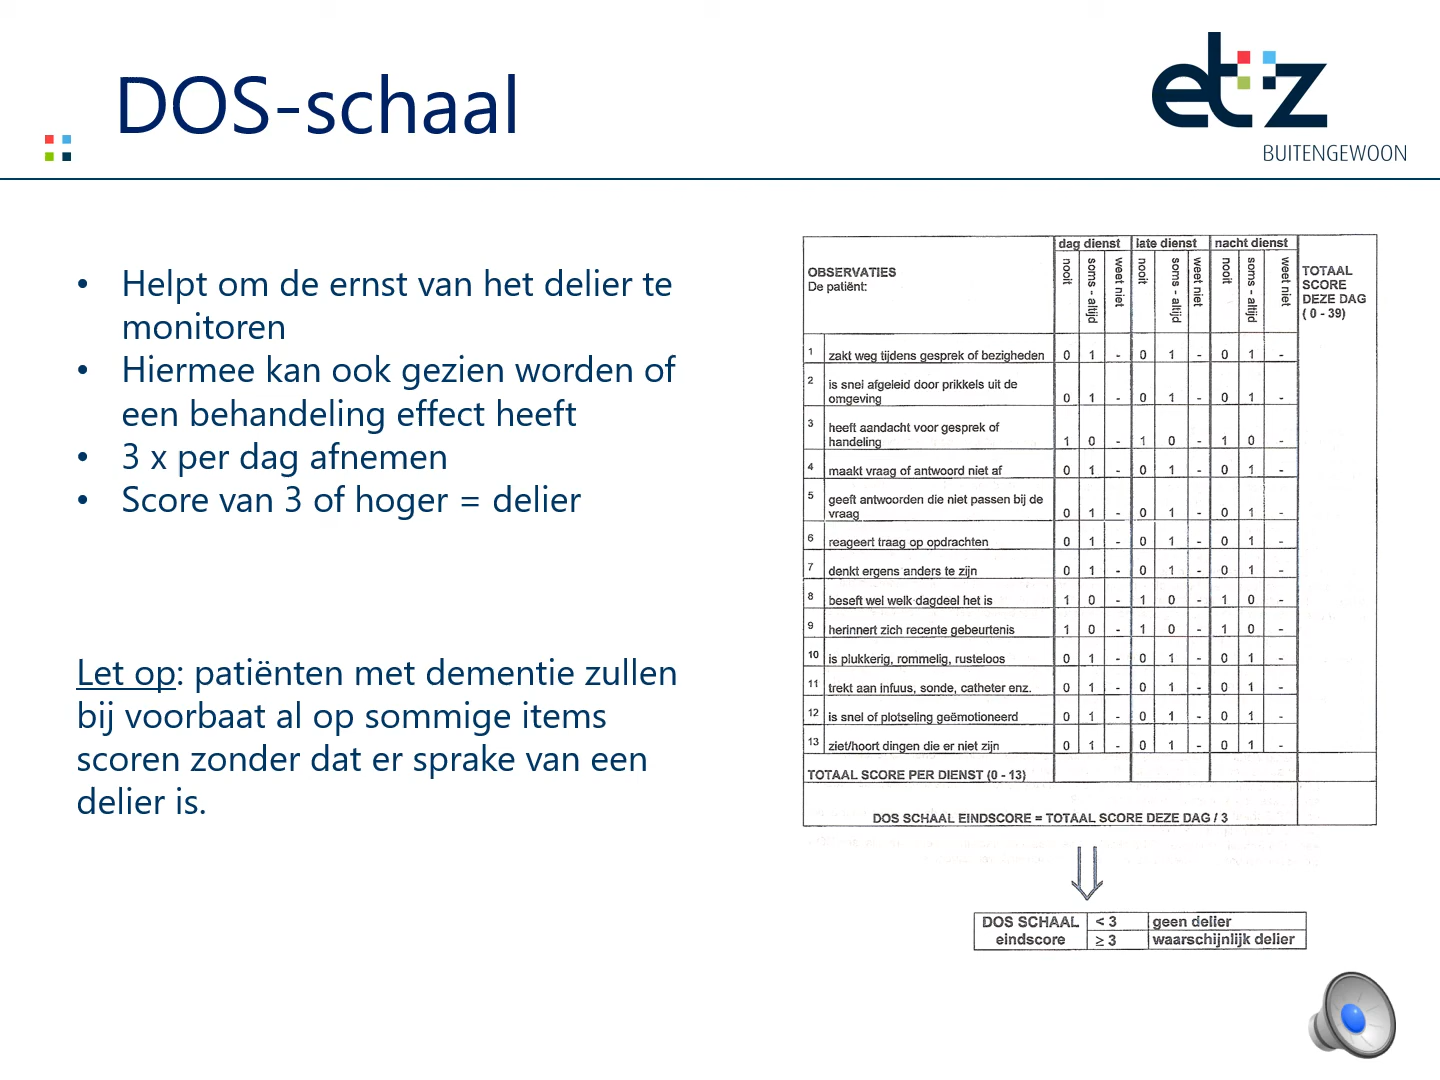 DOS-schaal
etz
BUITENGEWOON
• Helpt om de ernst van het delier te
monitoren
• Hiermee kan ook gezien worden of
een behandeling effect heeft
• 3 x per dag afnemen
• Score van 3 of hoger = delier
Let op: patiënten met dementie zullen
bij voorbaat al op sommige items
scoren zonder dat er sprake van een
delier is.
dag dienst late dienst nacht dienst
OBSERVATIES
De patiënt:
nooit soms - altijd weet niet nooit soms - altijd weet niet nooit soms - altijd weet niet
TOTAAL
SCORE
DEZE DAG
( 0 - 39)
1 zakt weg tijdens gesprek of bezigheden 0 1 - 0 1 - 0 1 -
2 is snel afgeleid door prikkels uit de
omgeving 0 1 - 0 1 - 0 1 -
3 heeft aandacht voor gesprek of
handeling 1 0 - 1 0 - 1 0 -
4 maakt vraag of antwoord niet af 0 1 - 0 1 - 0 1 -
5 geeft antwoorden die niet passen bij de
vraag 0 1 - 0 1 - 0 1 -
6 reageert traag op opdrachten 0 1 - 0 1 - 0 1 -
7 denkt ergens anders te zijn 0 1 - 0 1 - 0 1 -
8 beseft wel welk dagdeel het is 1 0 - 1 0 - 1 0 -
9 herinnert zich recente gebeurtenis 1 0 - 1 0 - 1 0 -
10 is plukkerig, rommelig, rusteloos 0 1 - 0 1 - 0 1 -
11 trekt aan infuus, sonde, catheter enz. 0 1 - 0 1 - 0 1 -
12 is snel of plotseling geëmotioneerd 0 1 - 0 1 - 0 1 -
13 ziet/hoort dingen die er niet zijn 0 1 - 0 1 - 0 1 -
TOTAAL SCORE PER DIENST (0 - 13)
DOS SCHAAL EINDSCORE = TOTAAL SCORE DEZE DAG / 3
DOS SCHAAL < 3 geen delier
eindscore ≥ 3 waarschijnlijk delier